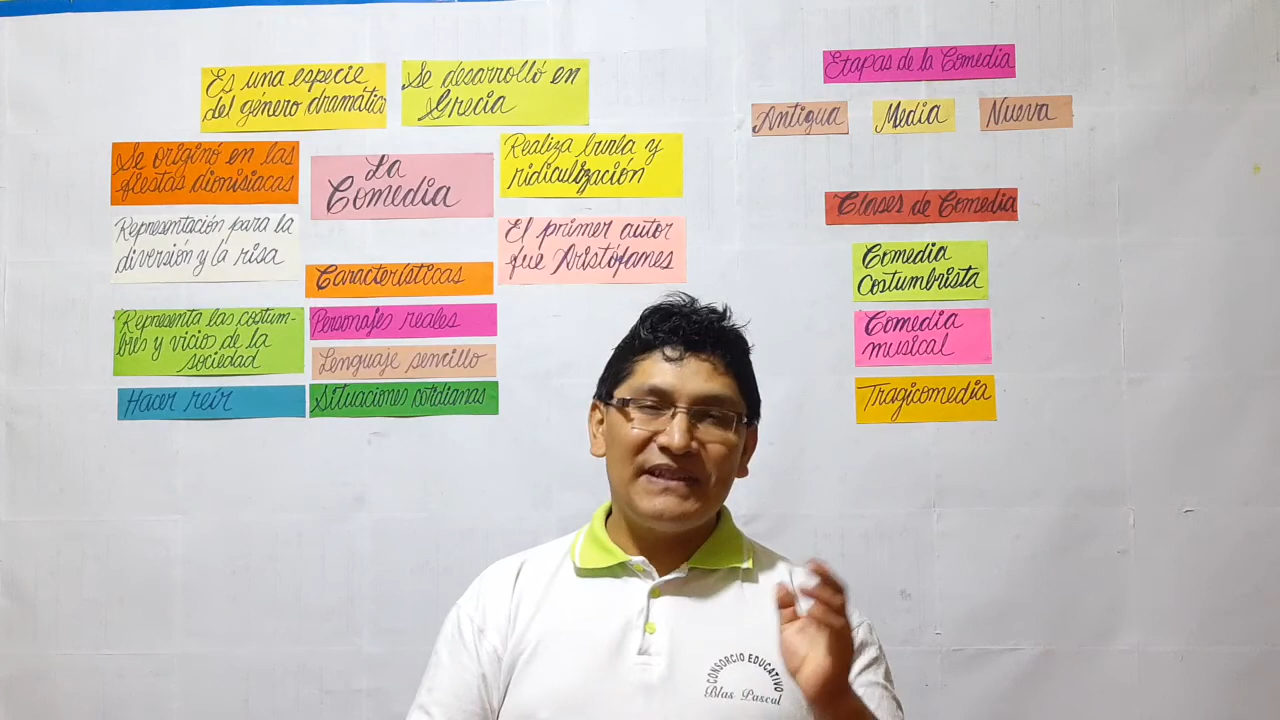 Es una especie
del género dramático
Se desarrolló en
Grecia
Se originó en las
fiestas dionisiacas
La
Comedia
Realiza burla y
ridiculización
Representación para la
diversión y la risa
El primer autor
fue Aristófanes
Características
Representa las costum-
bres y vicio de la
sociedad
Personajes reales
Lenguaje sencillo
Hacer reír
Situaciones cotidianas
Etapas de la Comedia
Antigua
Media
Nueva
Clases de Comedia
Comedia
Costumbrista
Comedia
musical
Tragicomedia
CONSORCIO EDUCATIVO
Blas Pascal